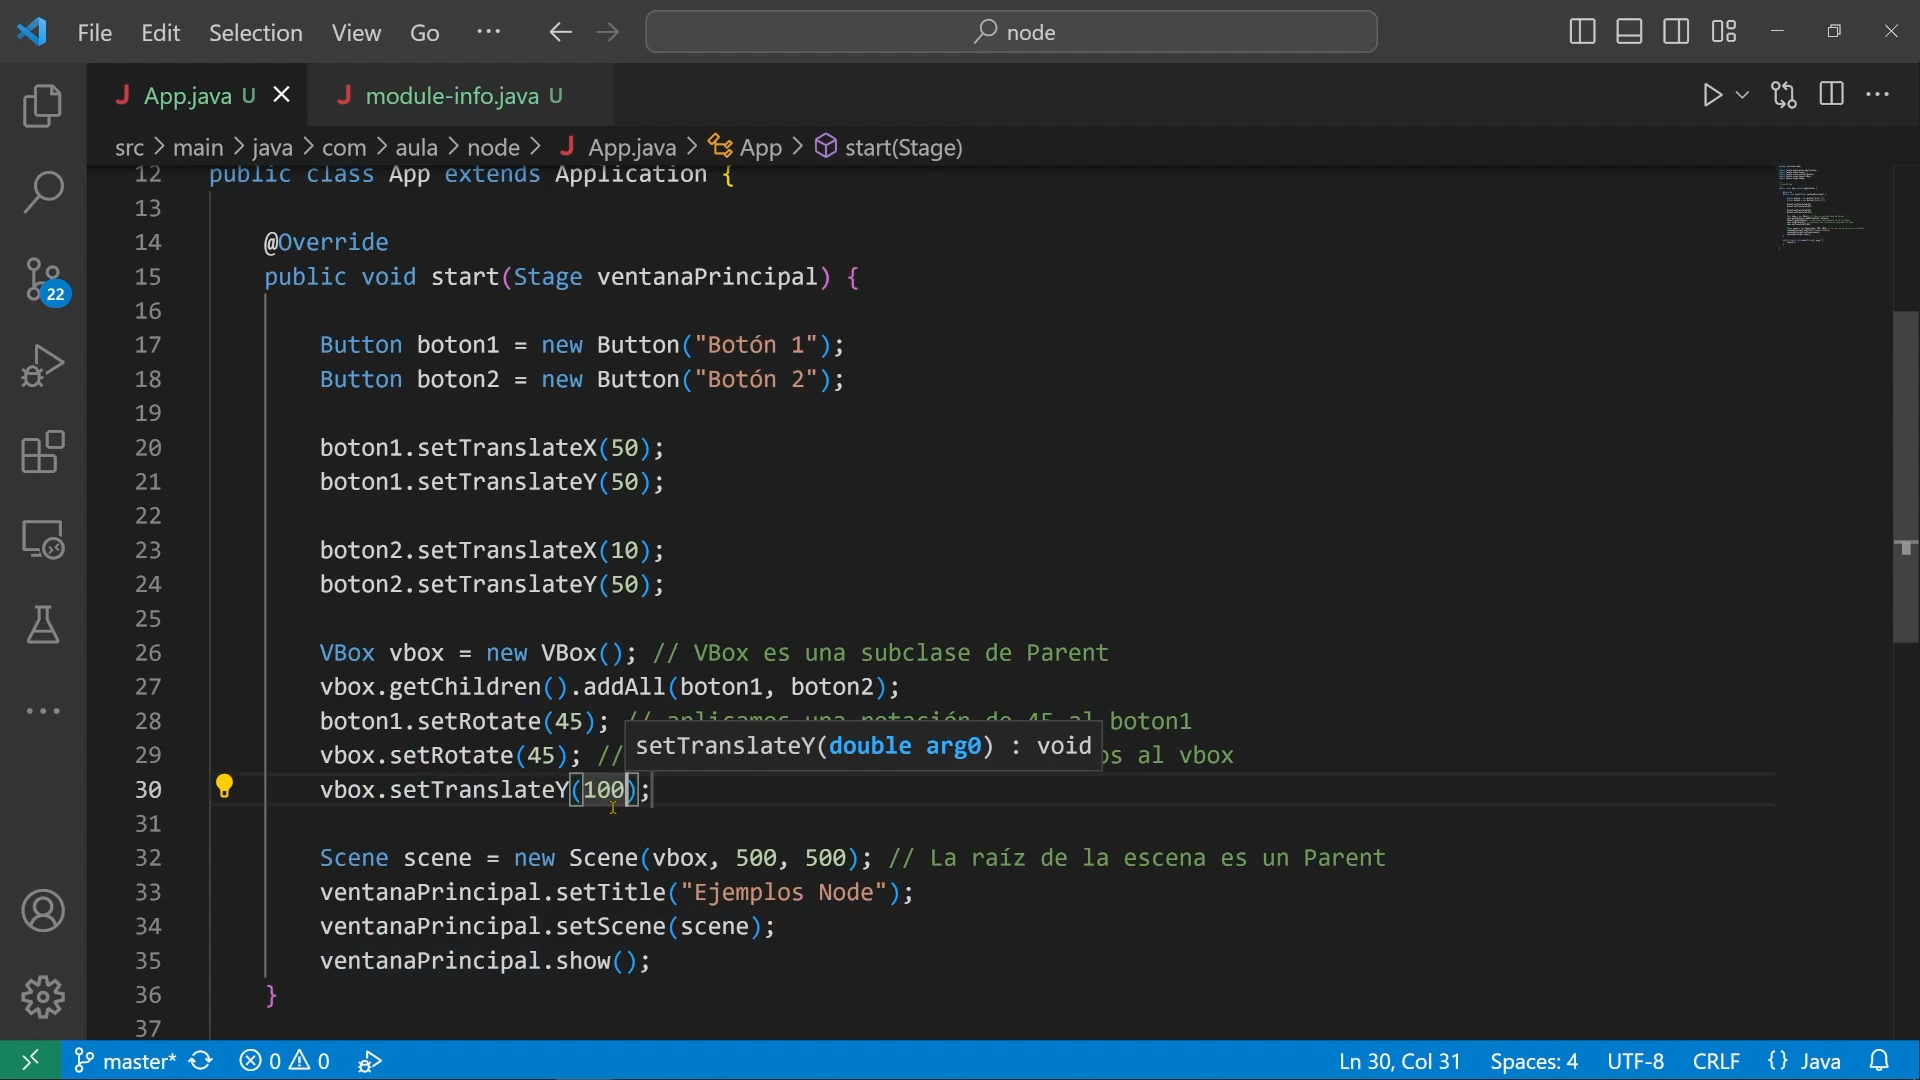 File Edit Selection View Go ··· node
App.java U module-info.java U
src > main > java > com > aula > node > App.java > App > start(Stage)
12 public class App extends Application {
13
14 @Override
15 public void start(Stage ventanaPrincipal) {
16
17 Button boton1 = new Button("Botón 1");
18 Button boton2 = new Button("Botón 2");
19
20 boton1.setTranslateX(50);
21 boton1.setTranslateY(50);
22
23 boton2.setTranslateX(10);
24 boton2.setTranslateY(50);
25
26 VBox vbox = new VBox(); // VBox es una subclase de Parent
27 vbox.getChildren().addAll(boton1, boton2);
28 boton1.setRotate(45); // aplicamos una rotación de 45 al boton1
setTranslateY(double arg0) : void
29 vbox.setRotate(45); // os al vbox
30 vbox.setTranslateY(100);
31
32 Scene scene = new Scene(vbox, 500, 500); // La raíz de la escena es un Parent
33 ventanaPrincipal.setTitle("Ejemplos Node");
34 ventanaPrincipal.setScene(scene);
35 ventanaPrincipal.show();
36 }
37
22
master* 0 0 Ln 30, Col 31 Spaces: 4 UTF-8 CRLF {} Java